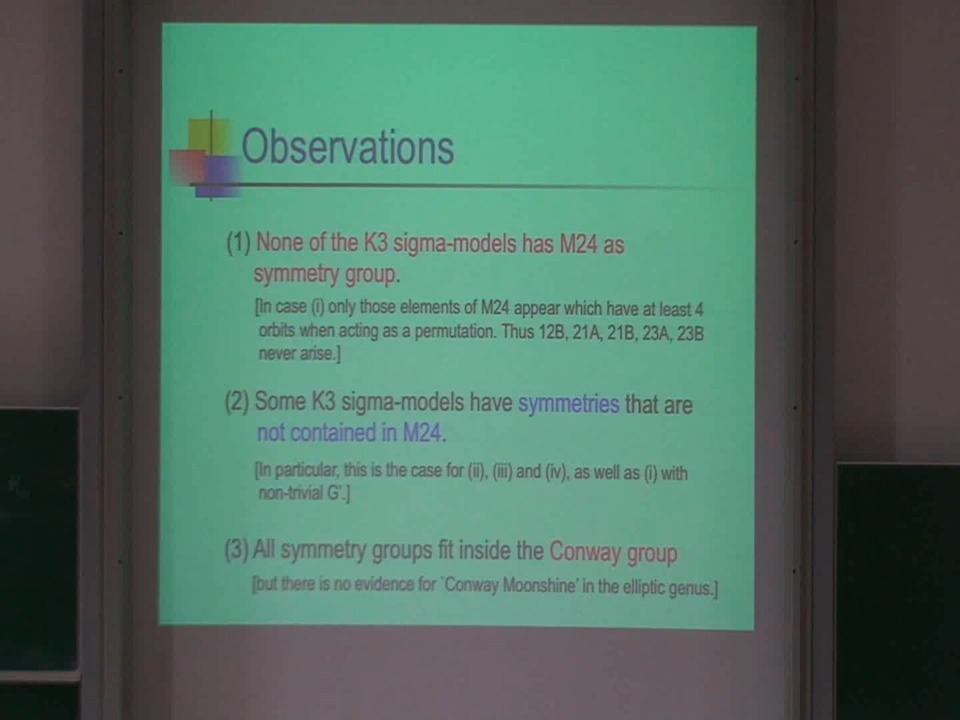 Observations
(1) None of the K3 sigma-models has M24 as
symmetry group.
[In case (i) only those elements of M24 appear which have at least 4
orbits when acting as a permutation. Thus 12B, 21A, 21B, 23A, 23B
never arise.]
(2) Some K3 sigma-models have symmetries that are
not contained in M24.
[In particular, this is the case for (ii), (iii) and (iv), as well as (i) with
non-trivial G'.]
(3) All symmetry groups fit inside the Conway group
[but there is no evidence for `Conway Moonshine' in the elliptic genus.]